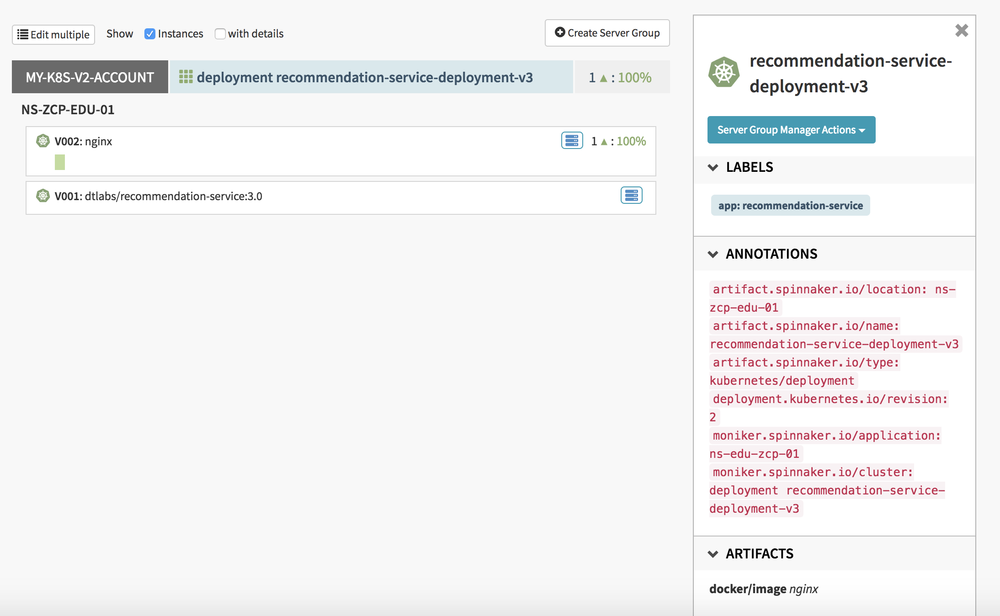 Edit multiple Show Instances with details Create Server Group
MY-K8S-V2-ACCOUNT deployment recommendation-service-deployment-v3 1 ▲ : 100%
NS-ZCP-EDU-01
V002: nginx 1 ▲ : 100%
V001: dtlabs/recommendation-service:3.0
recommendation-service-
deployment-v3
Server Group Manager Actions
LABELS
app: recommendation-service
ANNOTATIONS
artifact.spinnaker.io/location: ns-
zcp-edu-01
artifact.spinnaker.io/name:
recommendation-service-deployment-v3
artifact.spinnaker.io/type:
kubernetes/deployment
deployment.kubernetes.io/revision:
2
moniker.spinnaker.io/application:
ns-edu-zcp-01
moniker.spinnaker.io/cluster:
deployment recommendation-service-
deployment-v3
ARTIFACTS
docker/image nginx